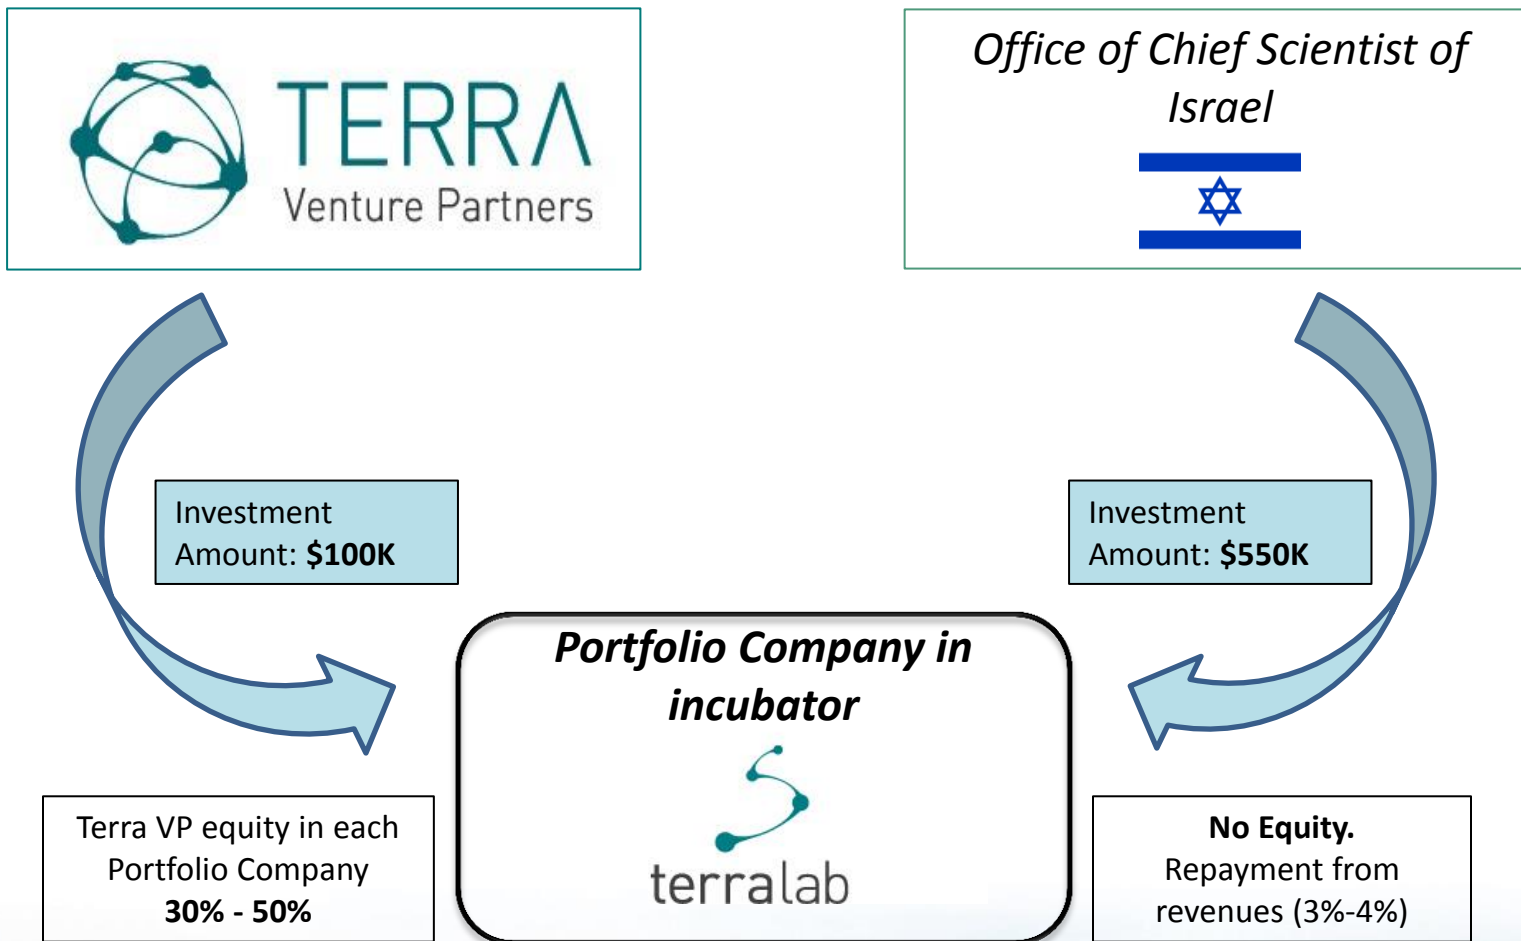 TERRA
Venture Partners
Office of Chief Scientist of
Israel
Investment
Amount: $100K
Investment
Amount: $550K
Portfolio Company in
incubator
terralab
Terra VP equity in each
Portfolio Company
30% - 50%
No Equity.
Repayment from
revenues (3%-4%)